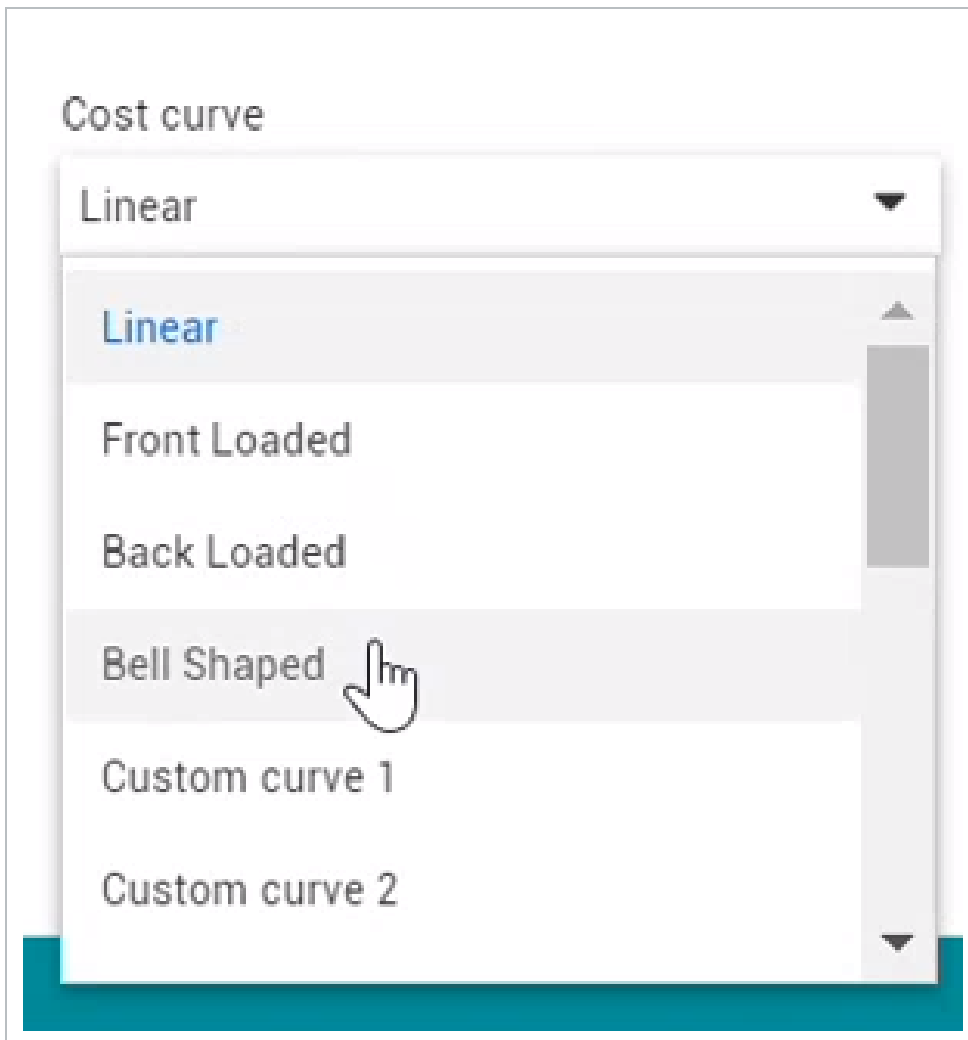 Cost curve
Linear
Linear
Front Loaded
Back Loaded
Bell Shaped
Custom curve 1
Custom curve 2